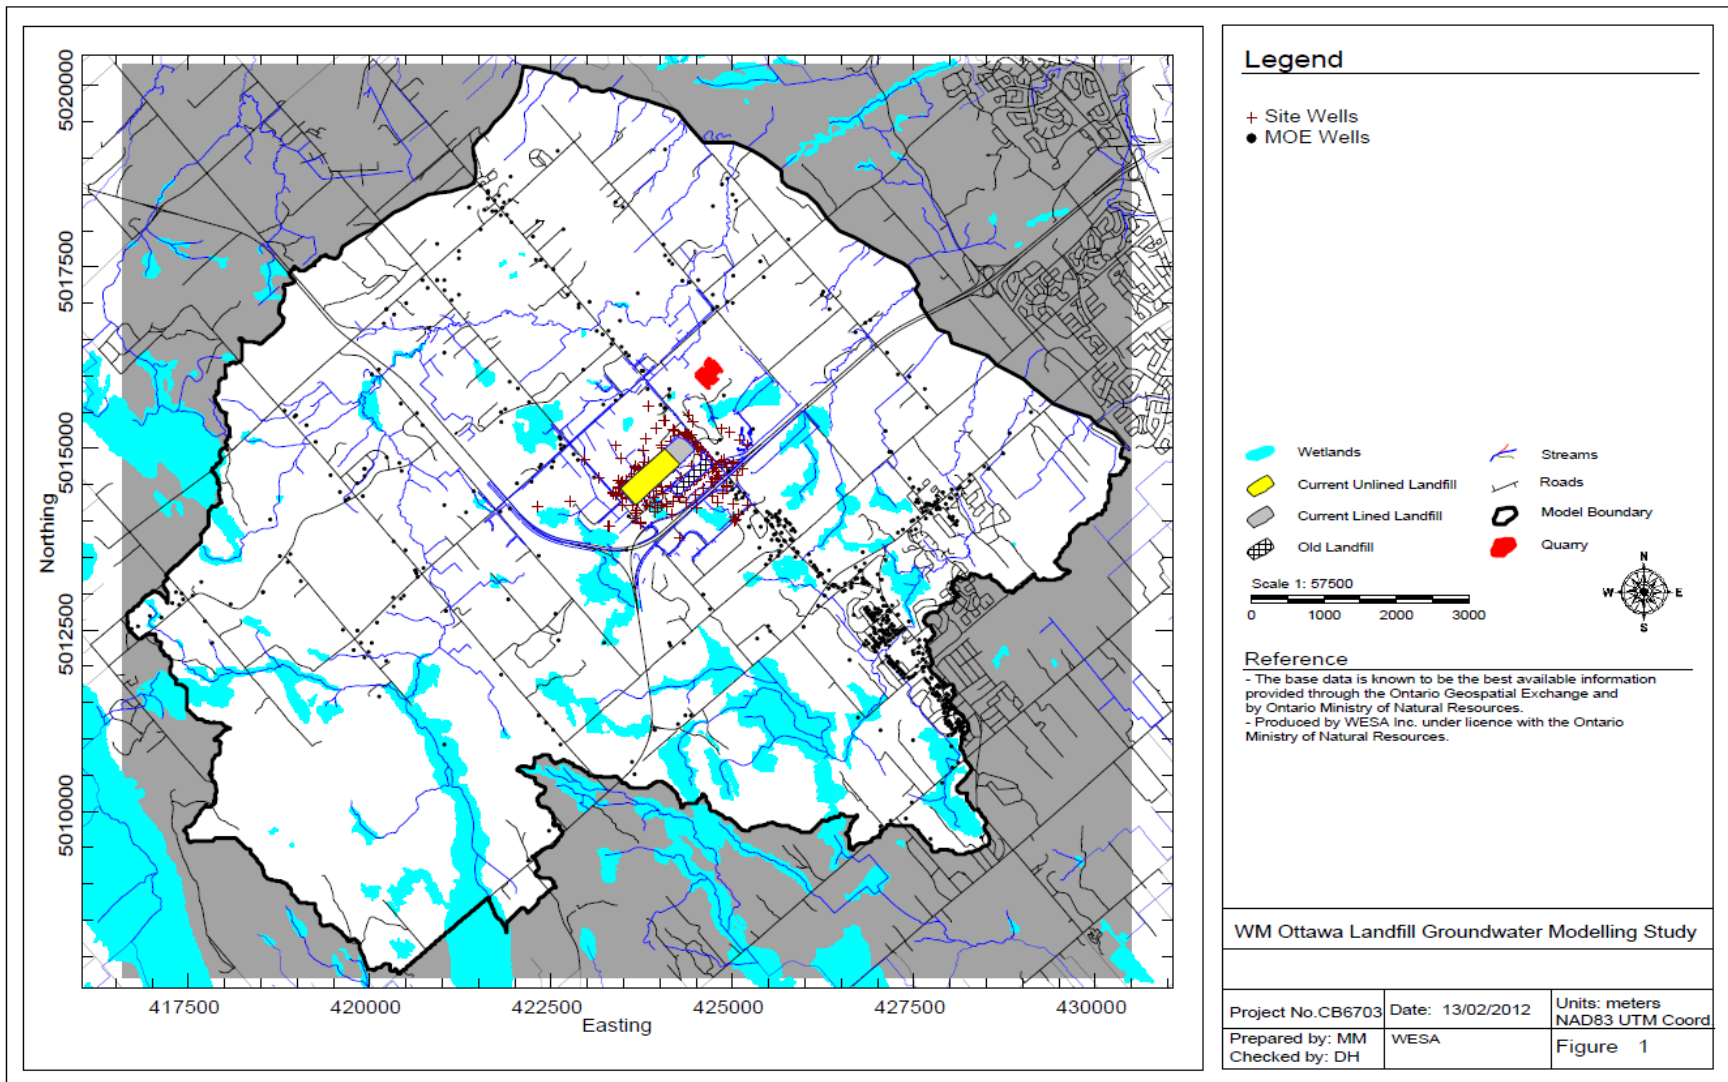 5020000
5017500
5015000
5012500
5010000
Northing
417500
420000
422500
425000
427500
430000
Easting
Legend
Site Wells
MOE Wells
Wetlands
Current Unlined Landfill
Current Lined Landfill
Old Landfill
Streams
Roads
Model Boundary
Quarry
Scale 1: 57500
0 1000 2000 3000
N
W E
S
Reference
- The base data is known to be the best available information
provided through the Ontario Geospatial Exchange and
by Ontario Ministry of Natural Resources.
- Produced by WESA Inc. under licence with the Ontario
Ministry of Natural Resources.
WM Ottawa Landfill Groundwater Modelling Study
Project No.CB6703
Date: 13/02/2012
Units: meters
NAD83 UTM Coord.
Prepared by: MM
Checked by: DH
WESA
Figure 1